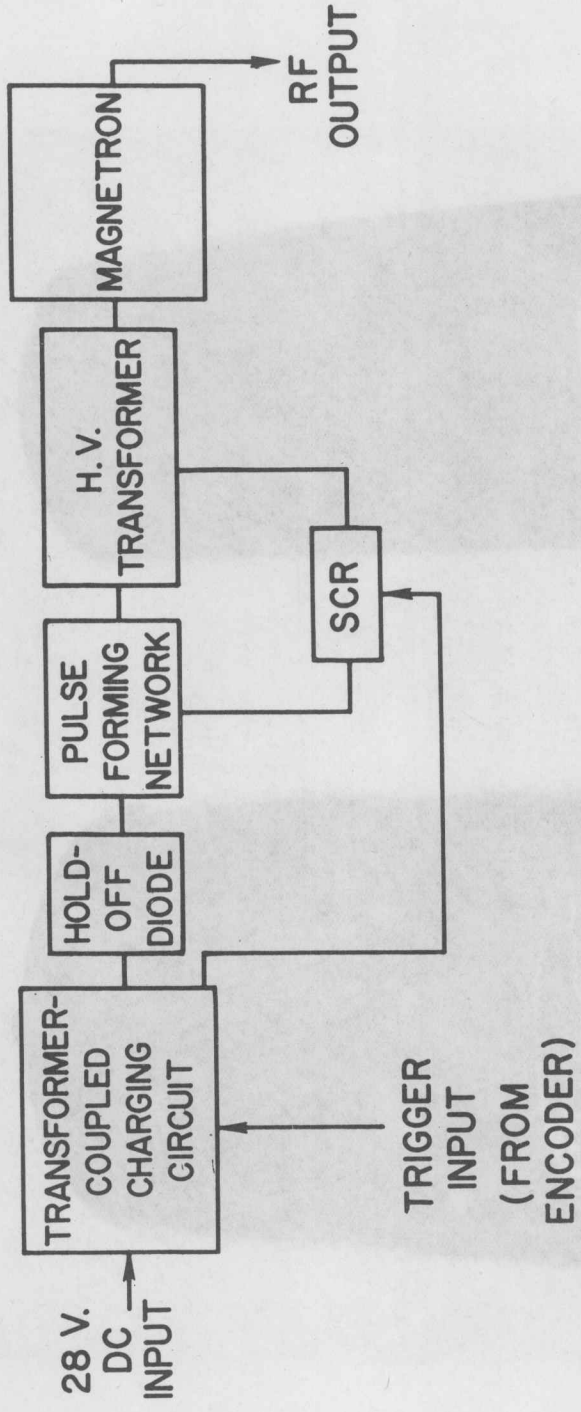 28 V.
DC
INPUT
TRANSFORMER-
COUPLED
CHARGING
CIRCUIT
TRIGGER
INPUT
(FROM
ENCODER)
HOLD-
OFF
DIODE
PULSE
FORMING
NETWORK
SCR
H.V.
TRANSFORMER
MAGNETRON
RF
OUTPUT